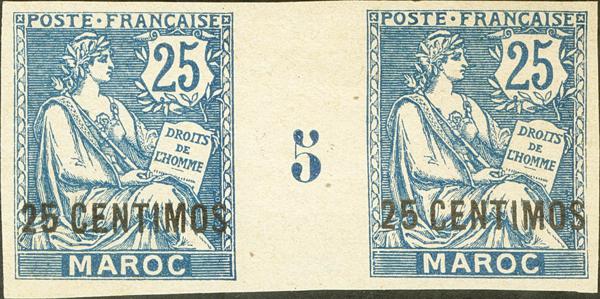 POSTE·FRANÇAISE
25
DROITS
DE
L'HOMME
25 CENTIMOS
MAROC
5
POSTE·FRANÇAISE
25
DROITS
DE
L'HOMME
25 CENTIMOS
MAROC